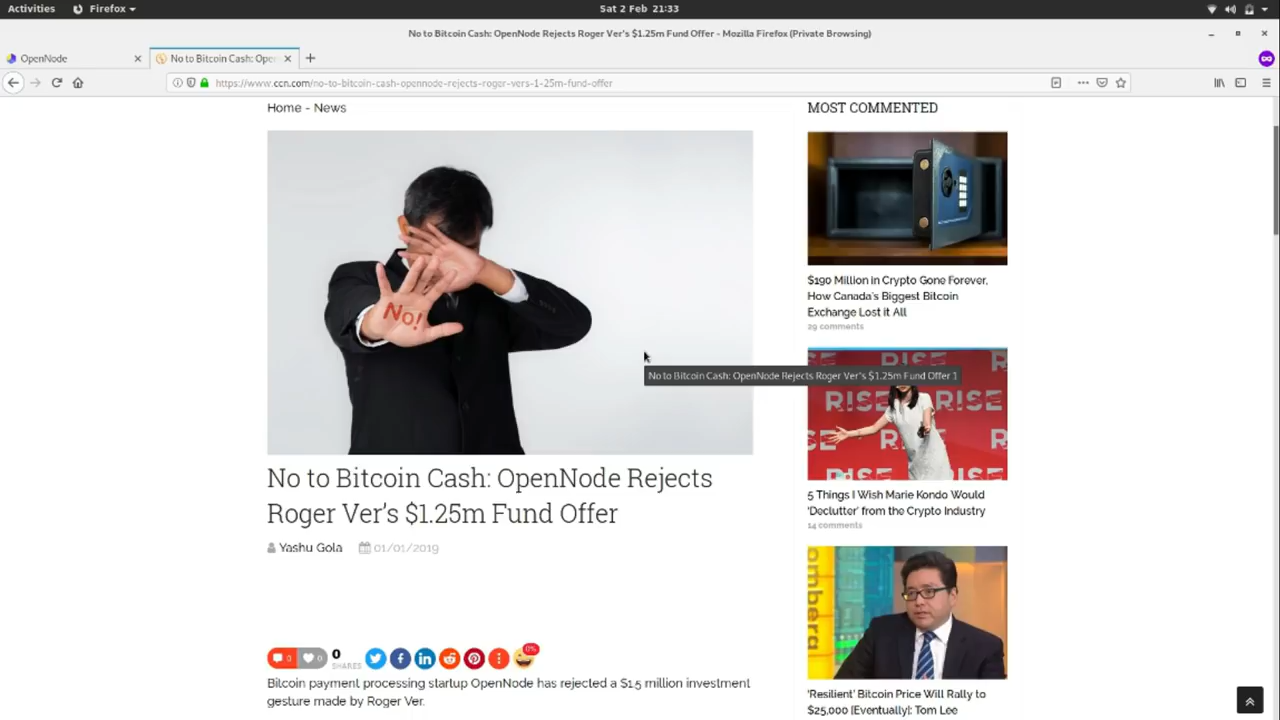 Activities
Firefox
Sat 2 Feb 21:33
No to Bitcoin Cash: OpenNode Rejects Roger Ver's $1.25m Fund Offer - Mozilla Firefox (Private Browsing)
OpenNode
No to Bitcoin Cash: Open
https://www.ccn.com/no-to-bitcoin-cash-opennode-rejects-roger-vers-1-25m-fund-offer
Home - News
No!
No to Bitcoin Cash: OpenNode Rejects Roger Ver's $1.25m Fund Offer 1
No to Bitcoin Cash: OpenNode Rejects
Roger Ver's $1.25m Fund Offer
Yashu Gola
01/01/2019
0
SHARES
0%
Bitcoin payment processing startup OpenNode has rejected a $1.5 million investment
gesture made by Roger Ver.
MOST COMMENTED
$190 Million in Crypto Gone Forever,
How Canada's Biggest Bitcoin
Exchange Lost it All
29 comments
RISE RISE
RISE
RISE
5 Things I Wish Marie Kondo Would
'Declutter' from the Crypto Industry
14 comments
'Resilient' Bitcoin Price Will Rally to
$25,000 [Eventually]: Tom Lee